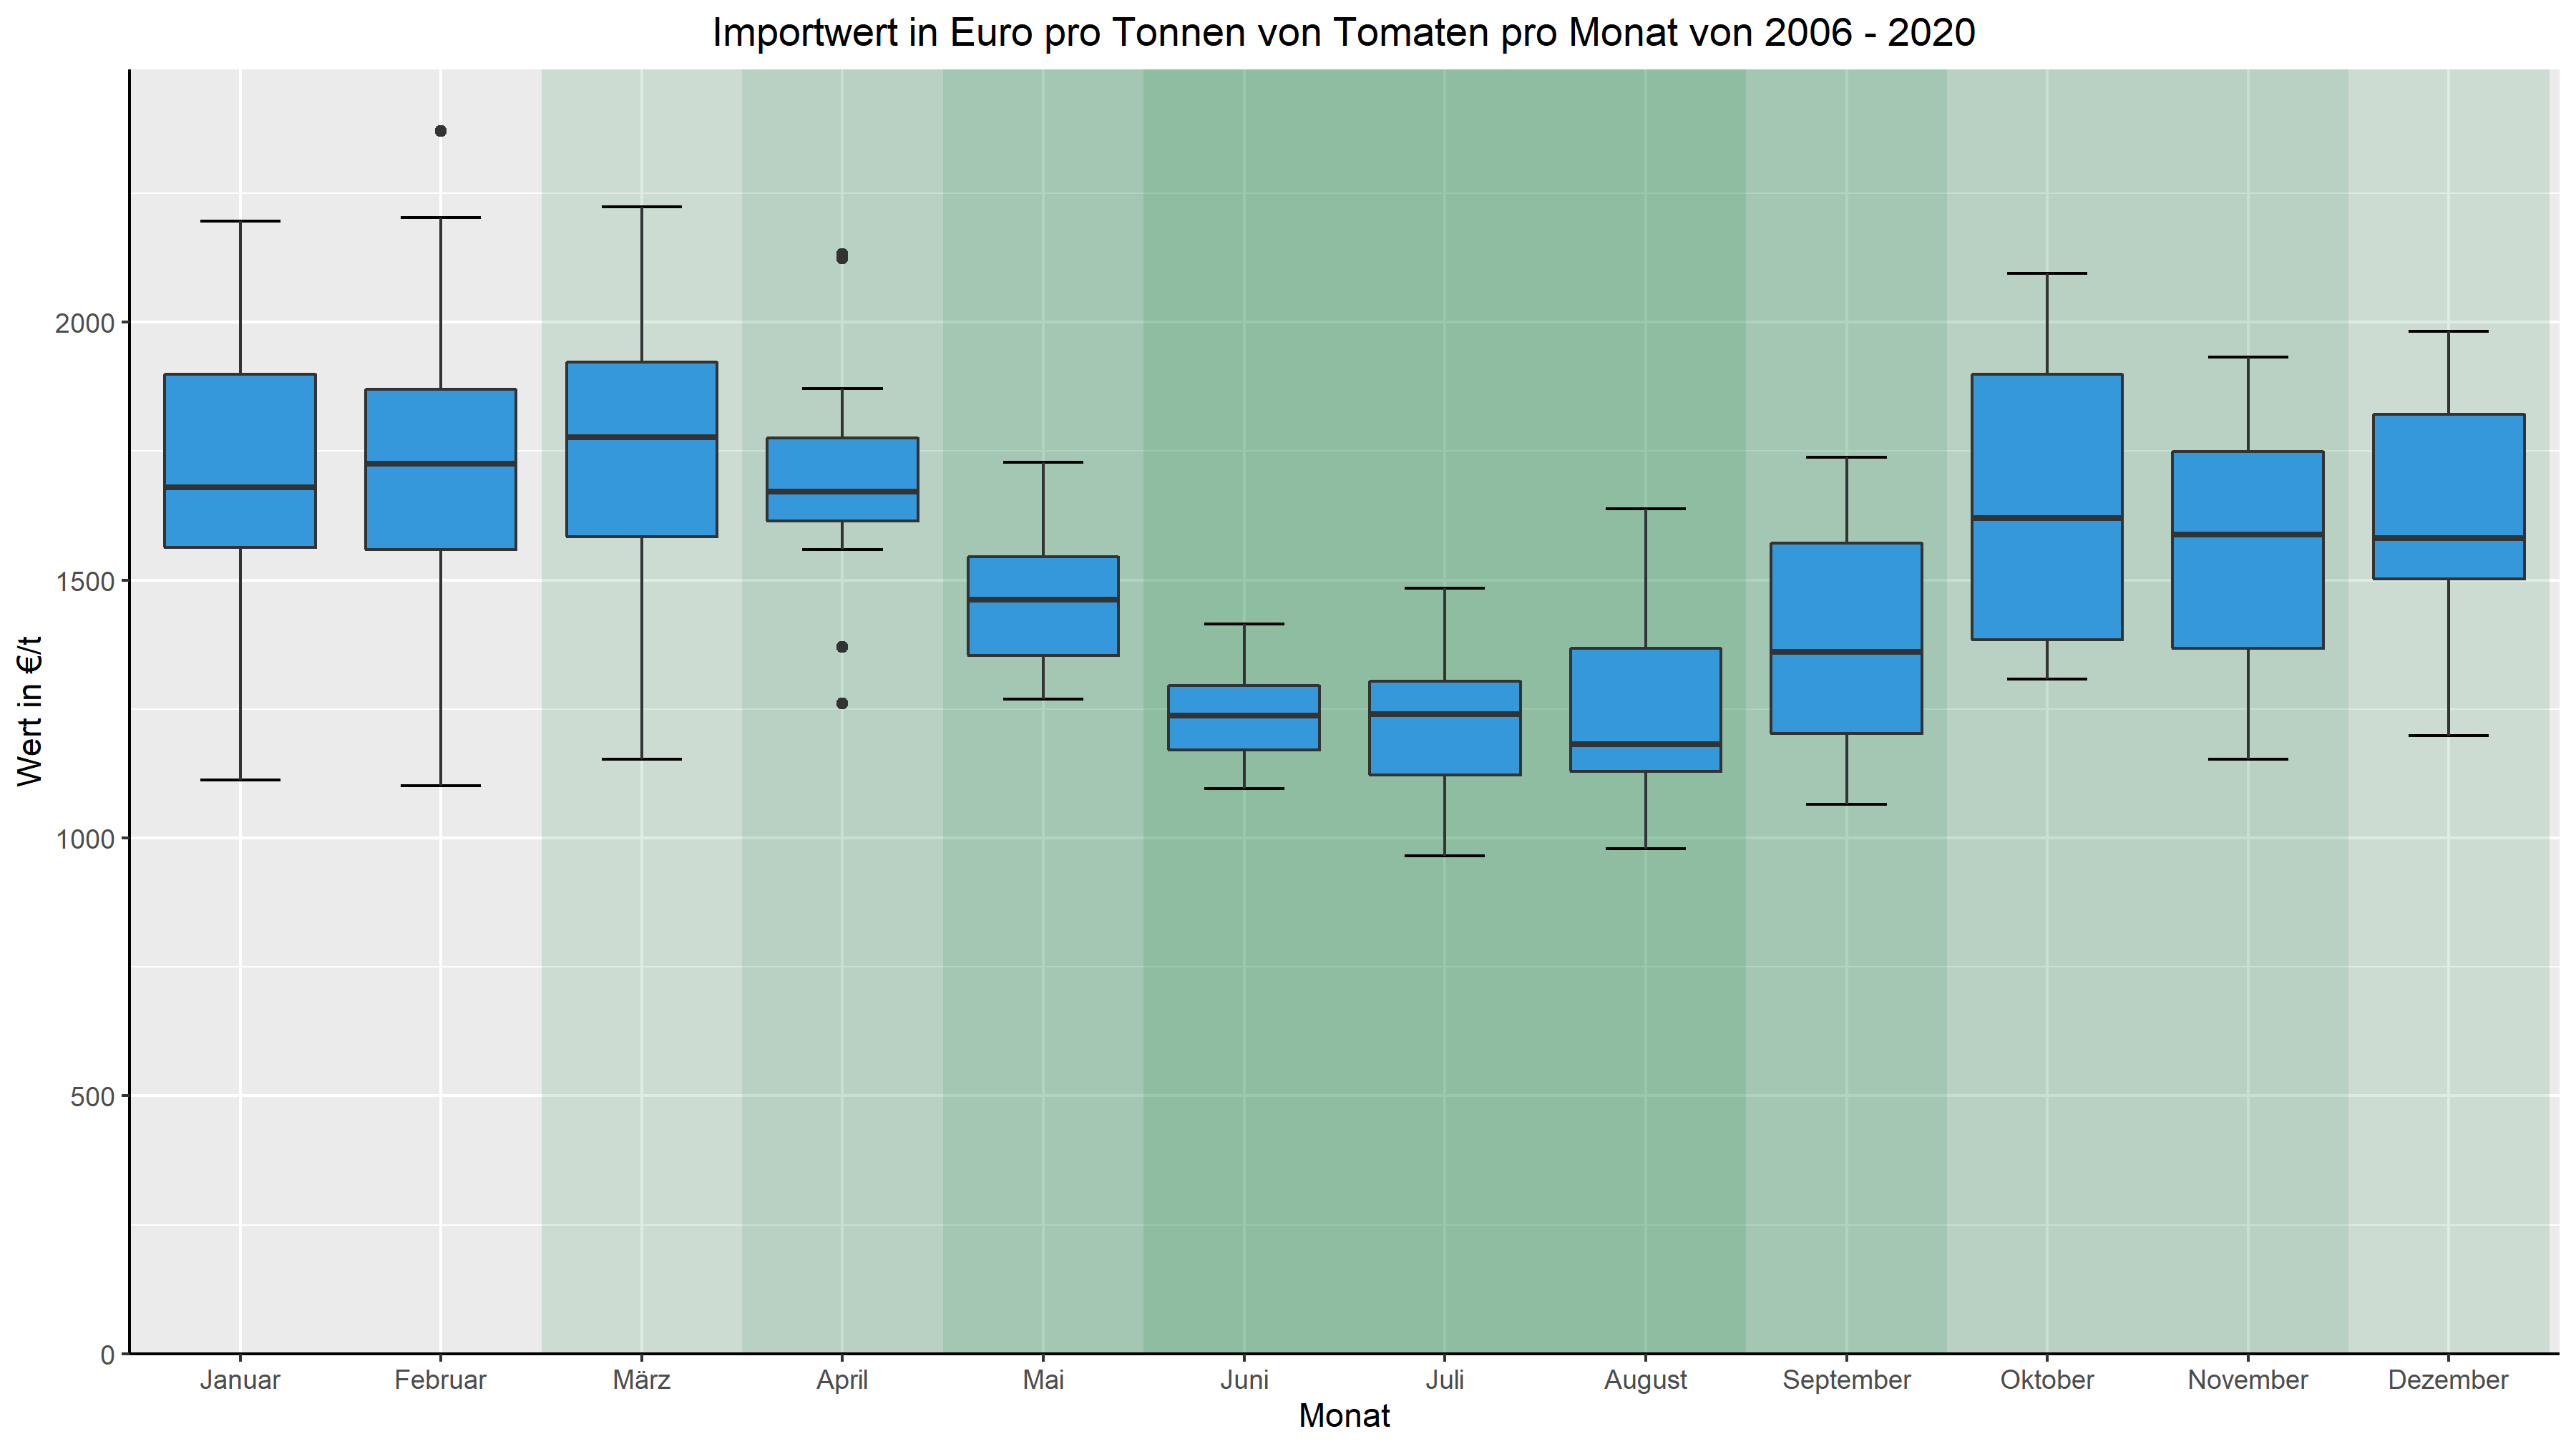 Importwert in Euro pro Tonnen von Tomaten pro Monat von 2006 - 2020
Wert in €/t
2000
1500
1000
500
0
Januar Februar März April Mai Juni Juli August September Oktober November Dezember
Monat